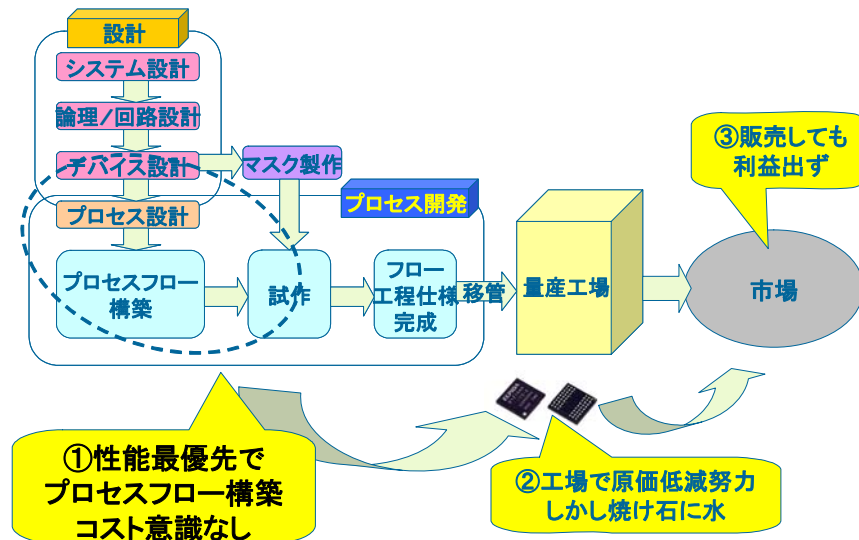 設計
システム設計
論理/回路設計
デバイス設計
マスク製作
プロセス設計
プロセス開発
プロセスフロー
構築
試作
フロー
工程仕様
完成
移管
量産工場
市場
③販売しても
利益出ず
①性能最優先で
プロセスフロー構築
コスト意識なし
②工場で原価低減努力
しかし焼け石に水